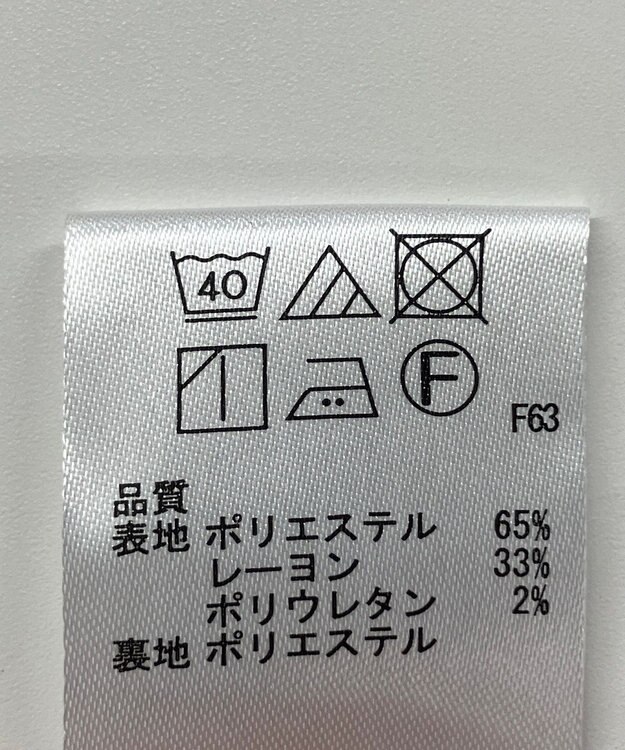 40
F
F63
品質
表地 ポリエステル 65%
レーヨン 33%
ポリウレタン 2%
裏地 ポリエステル